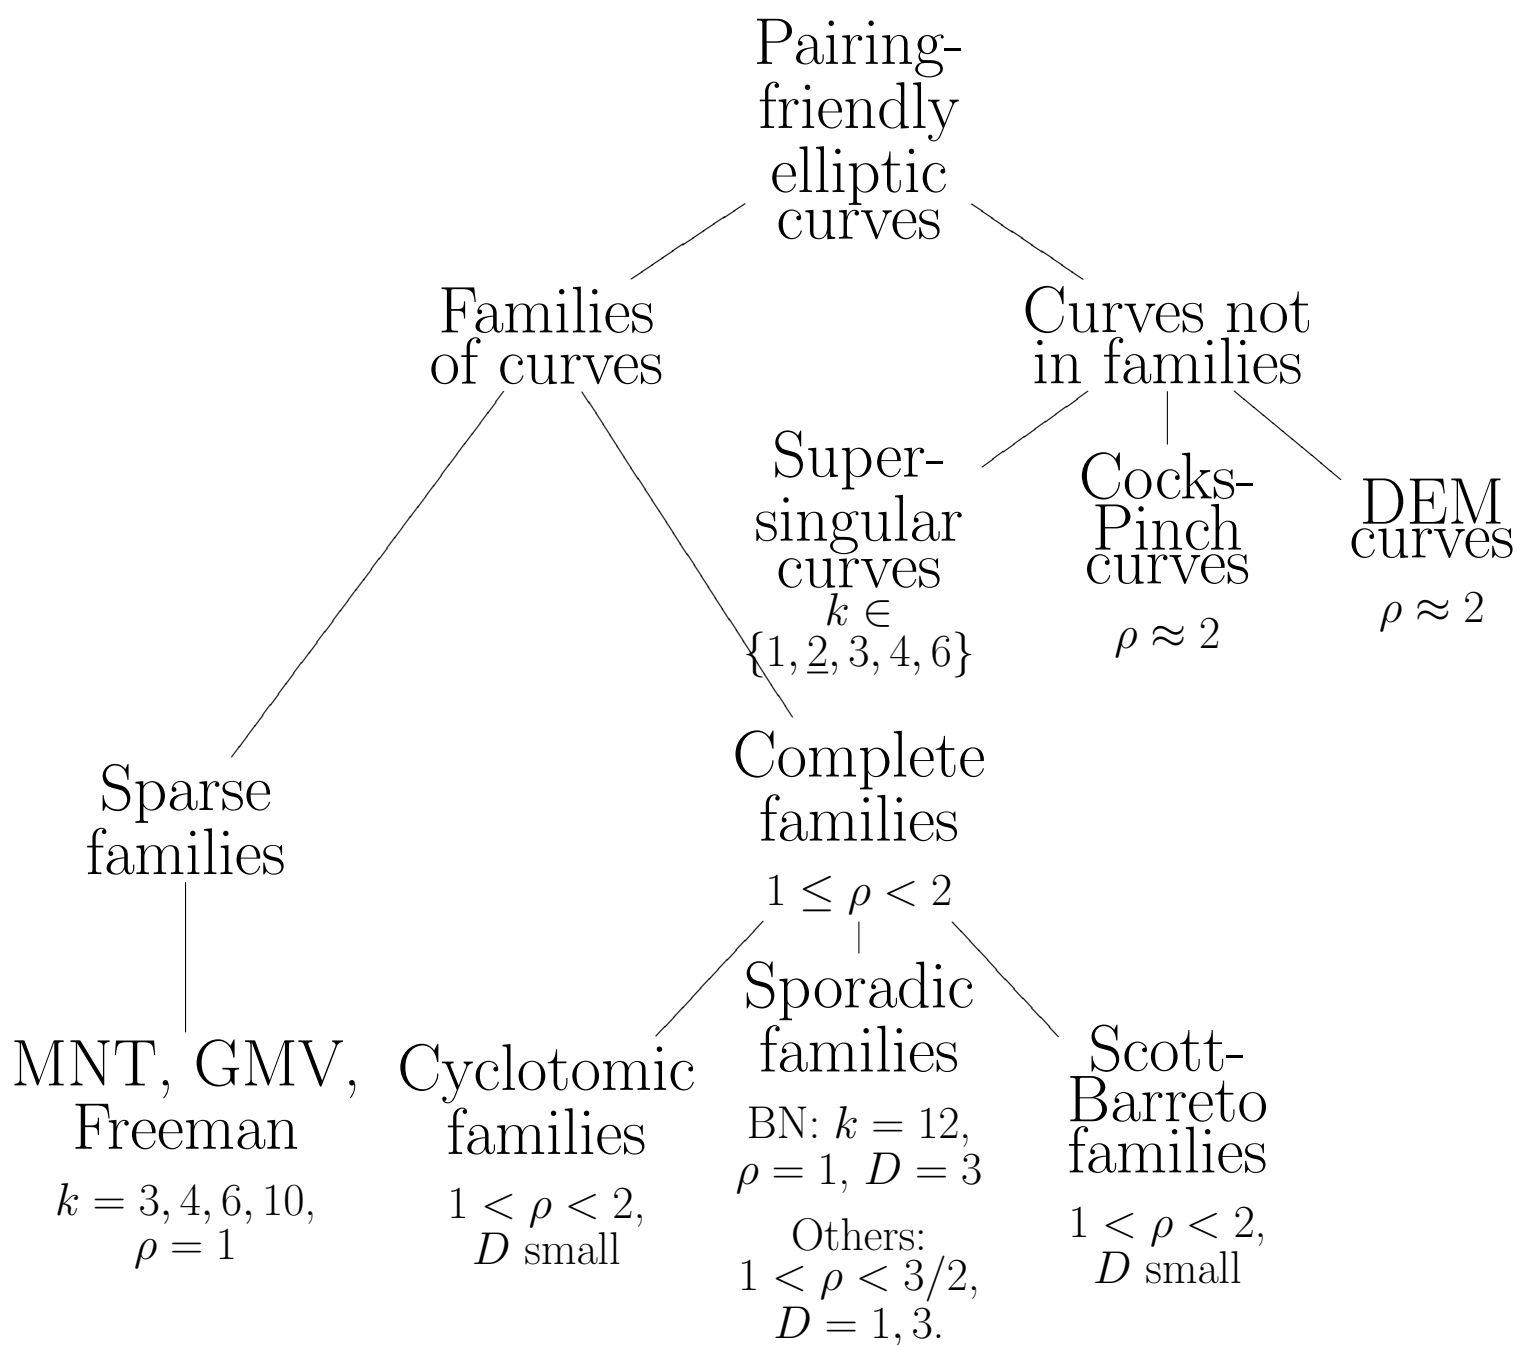 Pairing-
friendly
elliptic
curves
Families
of curves
Curves not
in families
Super-
singular
curves
k ∈
{1, 2, 3, 4, 6}
Cocks-
Pinch
curves
ρ ≈ 2
DEM
curves
ρ ≈ 2
Sparse
families
Complete
families
1 ≤ ρ < 2
MNT, GMV,
Freeman
k = 3, 4, 6, 10,
ρ = 1
Cyclotomic
families
1 < ρ < 2,
D small
Sporadic
families
BN: k = 12,
ρ = 1, D = 3
Others:
1 < ρ < 3/2,
D = 1, 3.
Scott-
Barreto
families
1 < ρ < 2,
D small